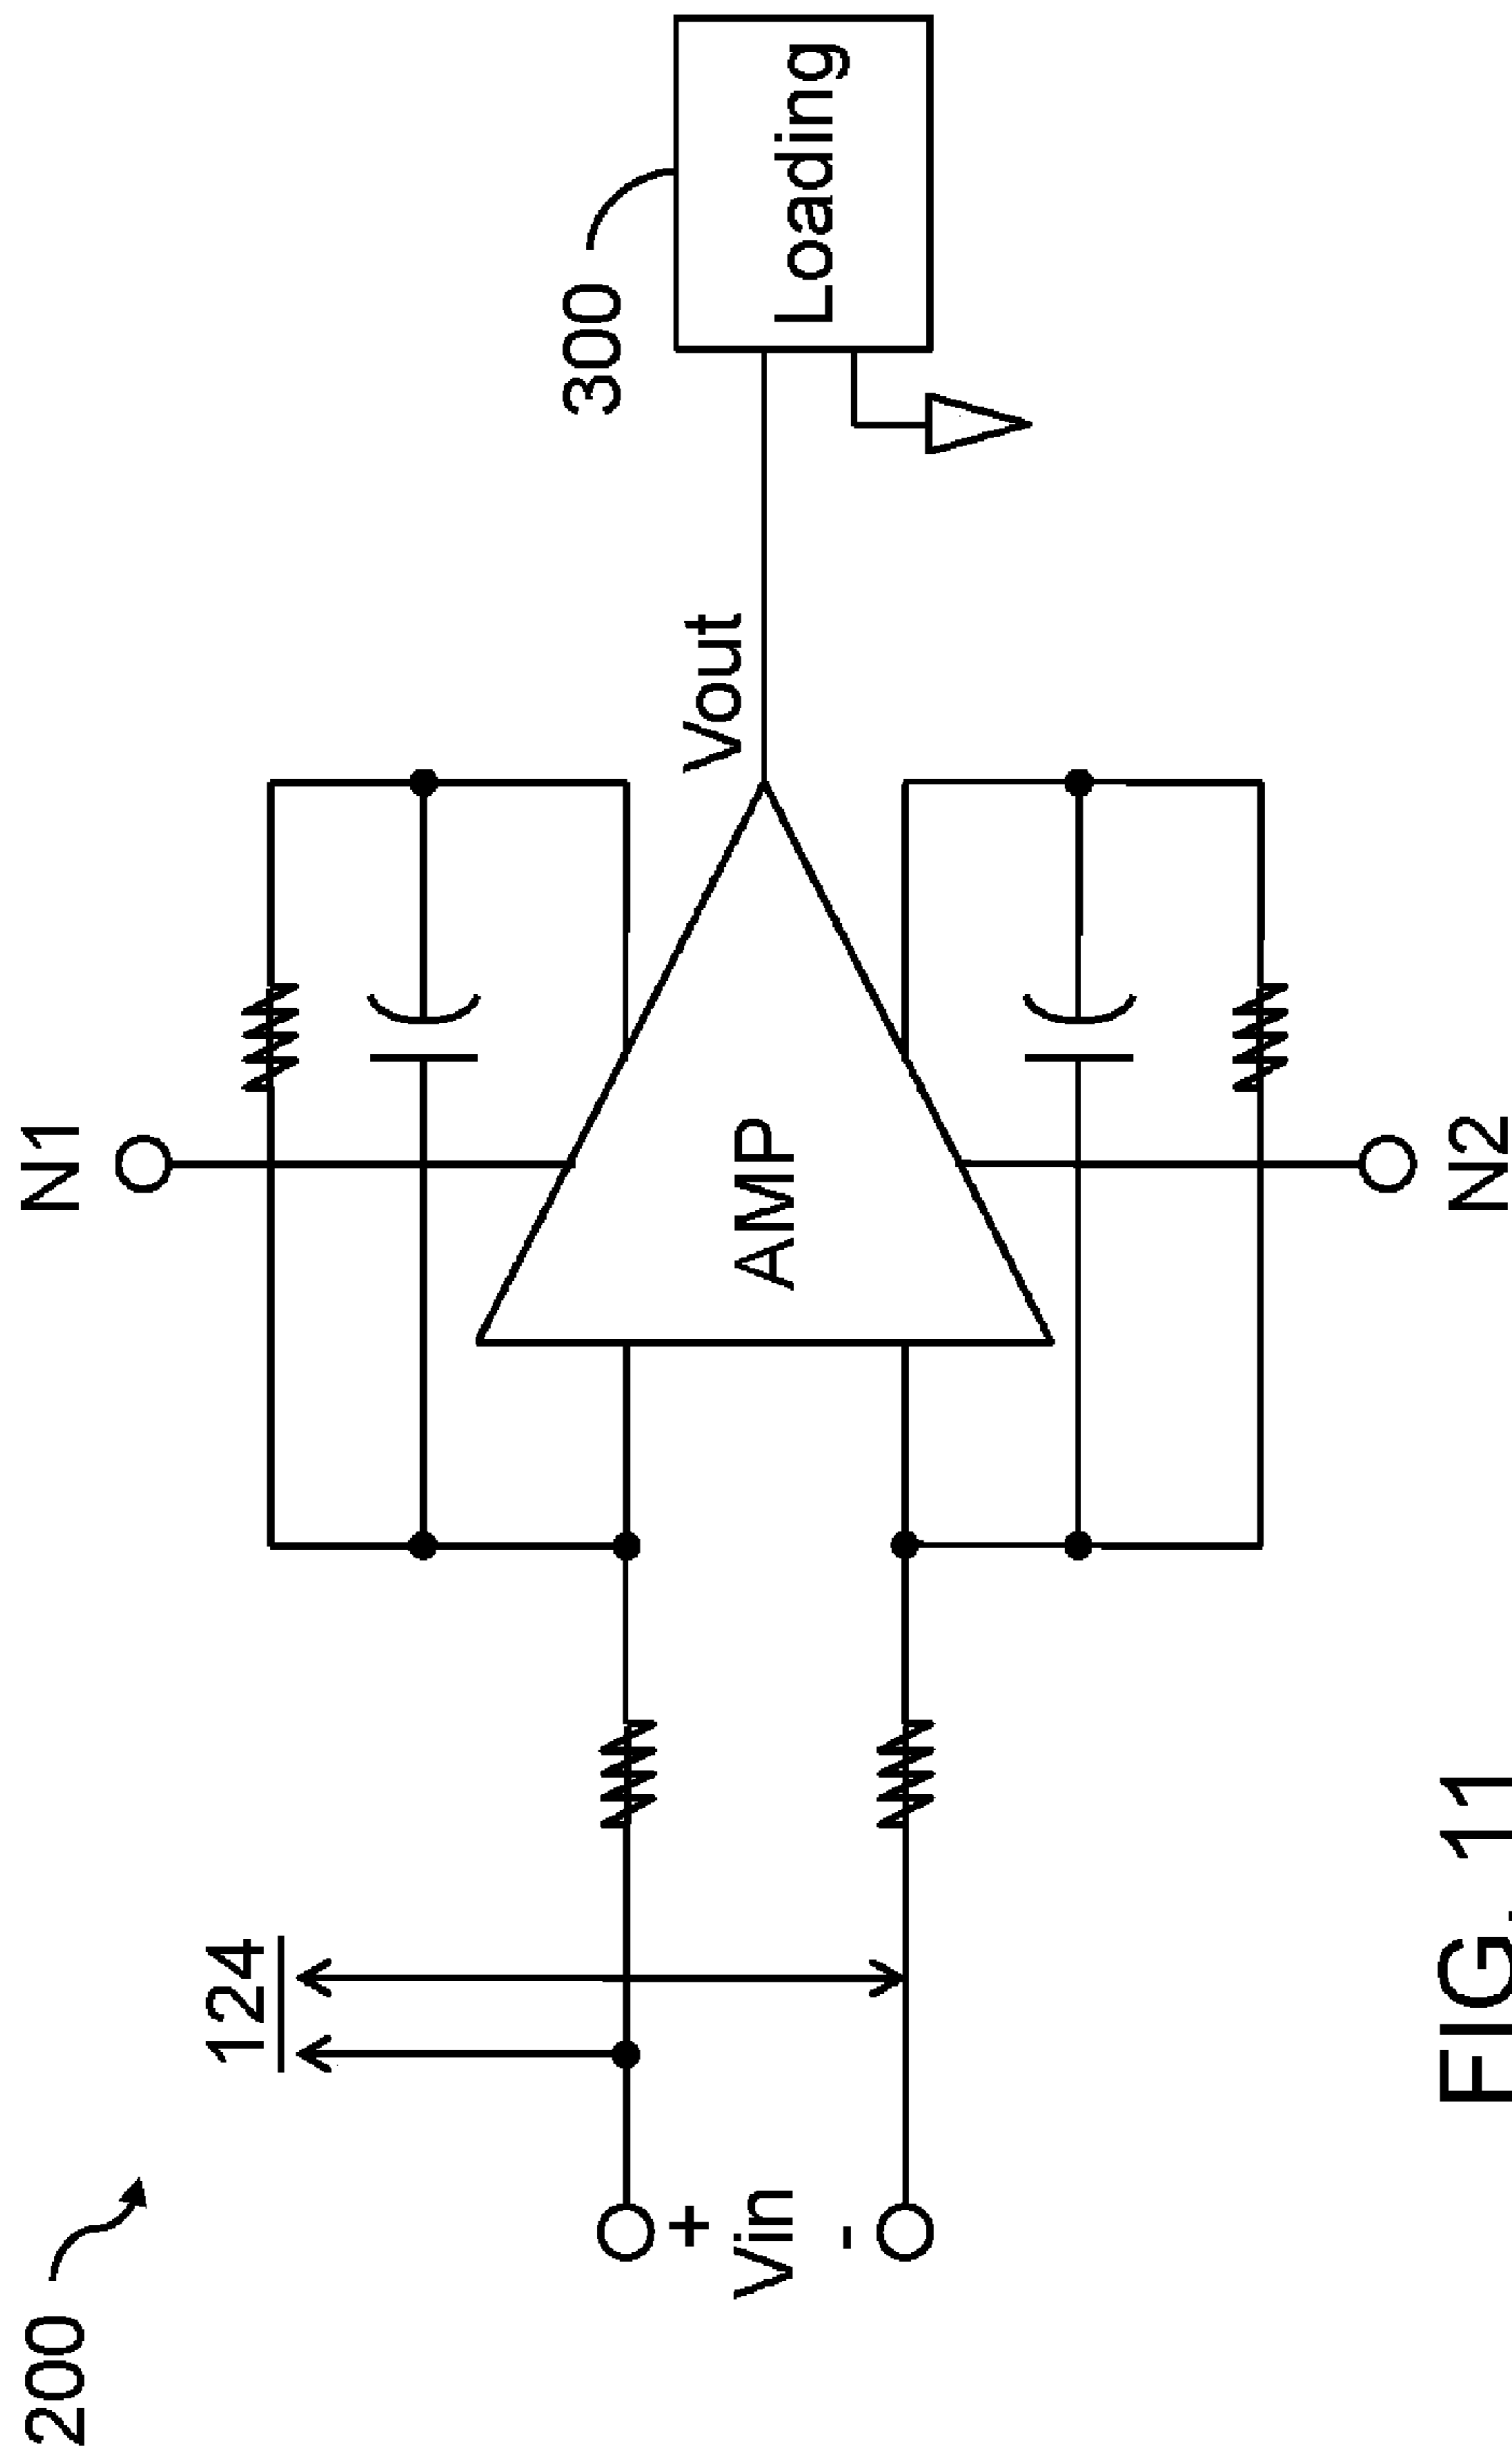 200
124
N1
+
Vin
-
AMP
Vout
300
Loading
N2
FIG. 11